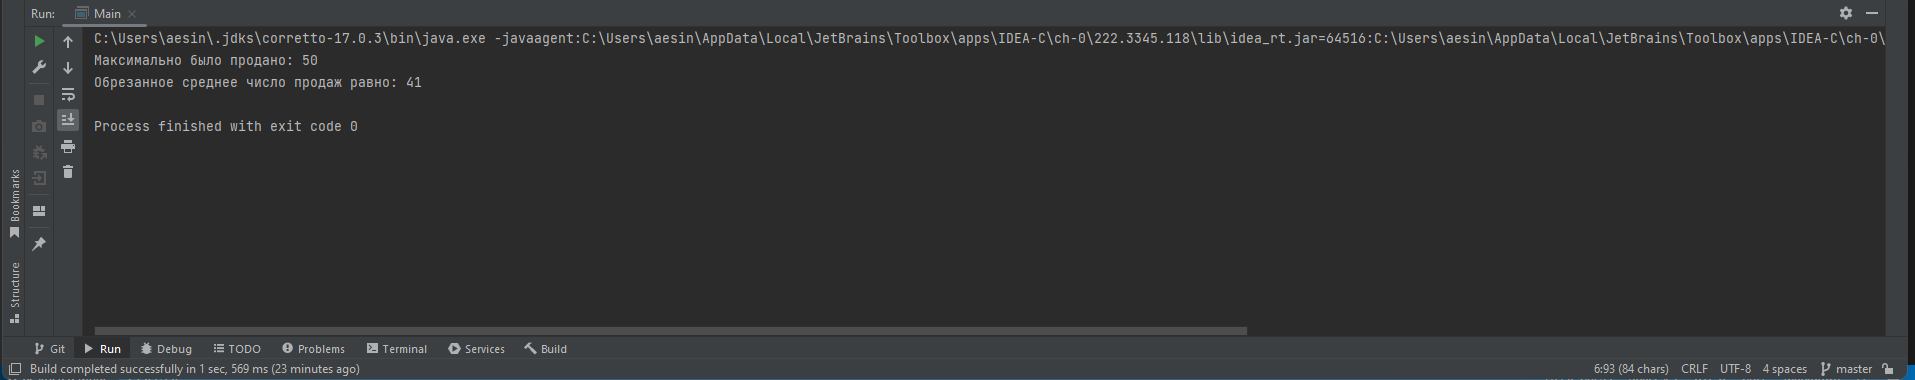 Run: Main
C:\Users\aesin\.jdks\corretto-17.0.3\bin\java.exe -javaagent:C:\Users\aesin\AppData\Local\JetBrains\Toolbox\apps\IDEA-C\ch-0\222.3345.118\lib\idea_rt.jar=64516:C:\Users\aesin\AppData\Local\JetBrains\Toolbox\apps\IDEA-C\ch-0\
Максимально было продано: 50
Обрезанное среднее число продаж равно: 41
Process finished with exit code 0
Bookmarks
Structure
Git Run Debug TODO Problems Terminal Services Build
Build completed successfully in 1 sec, 569 ms (23 minutes ago) 6:93 (84 chars) CRLF UTF-8 4 spaces master